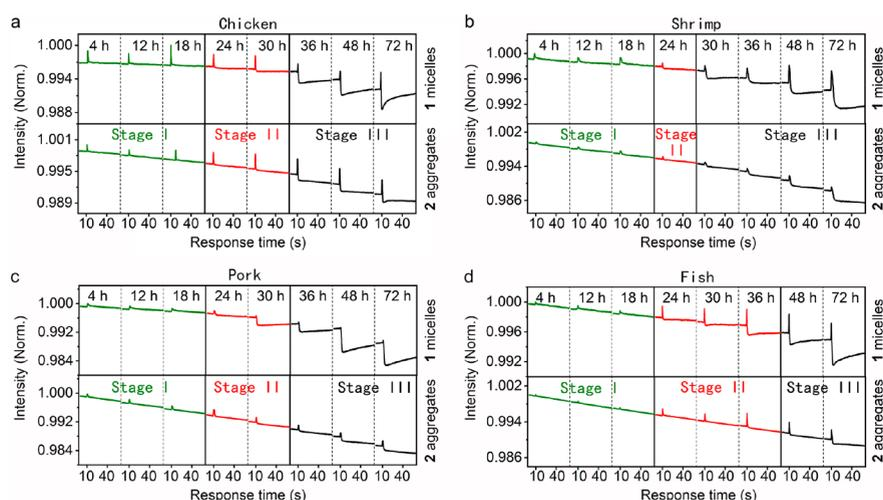 a
Chicken
4 h 12 h 18 h 24 h 30 h 36 h 48 h 72 h
1.000
0.994
0.988
1 micelles
Stage I Stage II Stage III
1.001
0.995
0.989
2 aggregates
Intensity (Norm.)
10 40 10 40 10 40 10 40 10 40 10 40 10 40 10 40
Response time (s)
b
Shrimp
4 h 12 h 18 h 24 h 30 h 36 h 48 h 72 h
1.000
0.996
0.992
1 micelles
Stage I Stage II Stage III
1.002
0.994
0.986
2 aggregates
Intensity (Norm.)
10 40 10 40 10 40 10 40 10 40 10 40 10 40 10 40
Response time (s)
c
Pork
4 h 12 h 18 h 24 h 30 h 36 h 48 h 72 h
1.000
0.992
0.984
1 micelles
Stage I Stage II Stage III
1.000
0.992
0.984
2 aggregates
Intensity (Norm.)
10 40 10 40 10 40 10 40 10 40 10 40 10 40 10 40
Response time (s)
d
Fish
4 h 12 h 18 h 24 h 30 h 36 h 48 h 72 h
1.000
0.996
0.992
1 micelles
Stage I Stage II Stage III
1.002
0.994
0.986
2 aggregates
Intensity (Norm.)
10 40 10 40 10 40 10 40 10 40 10 40 10 40 10 40
Response time (s)